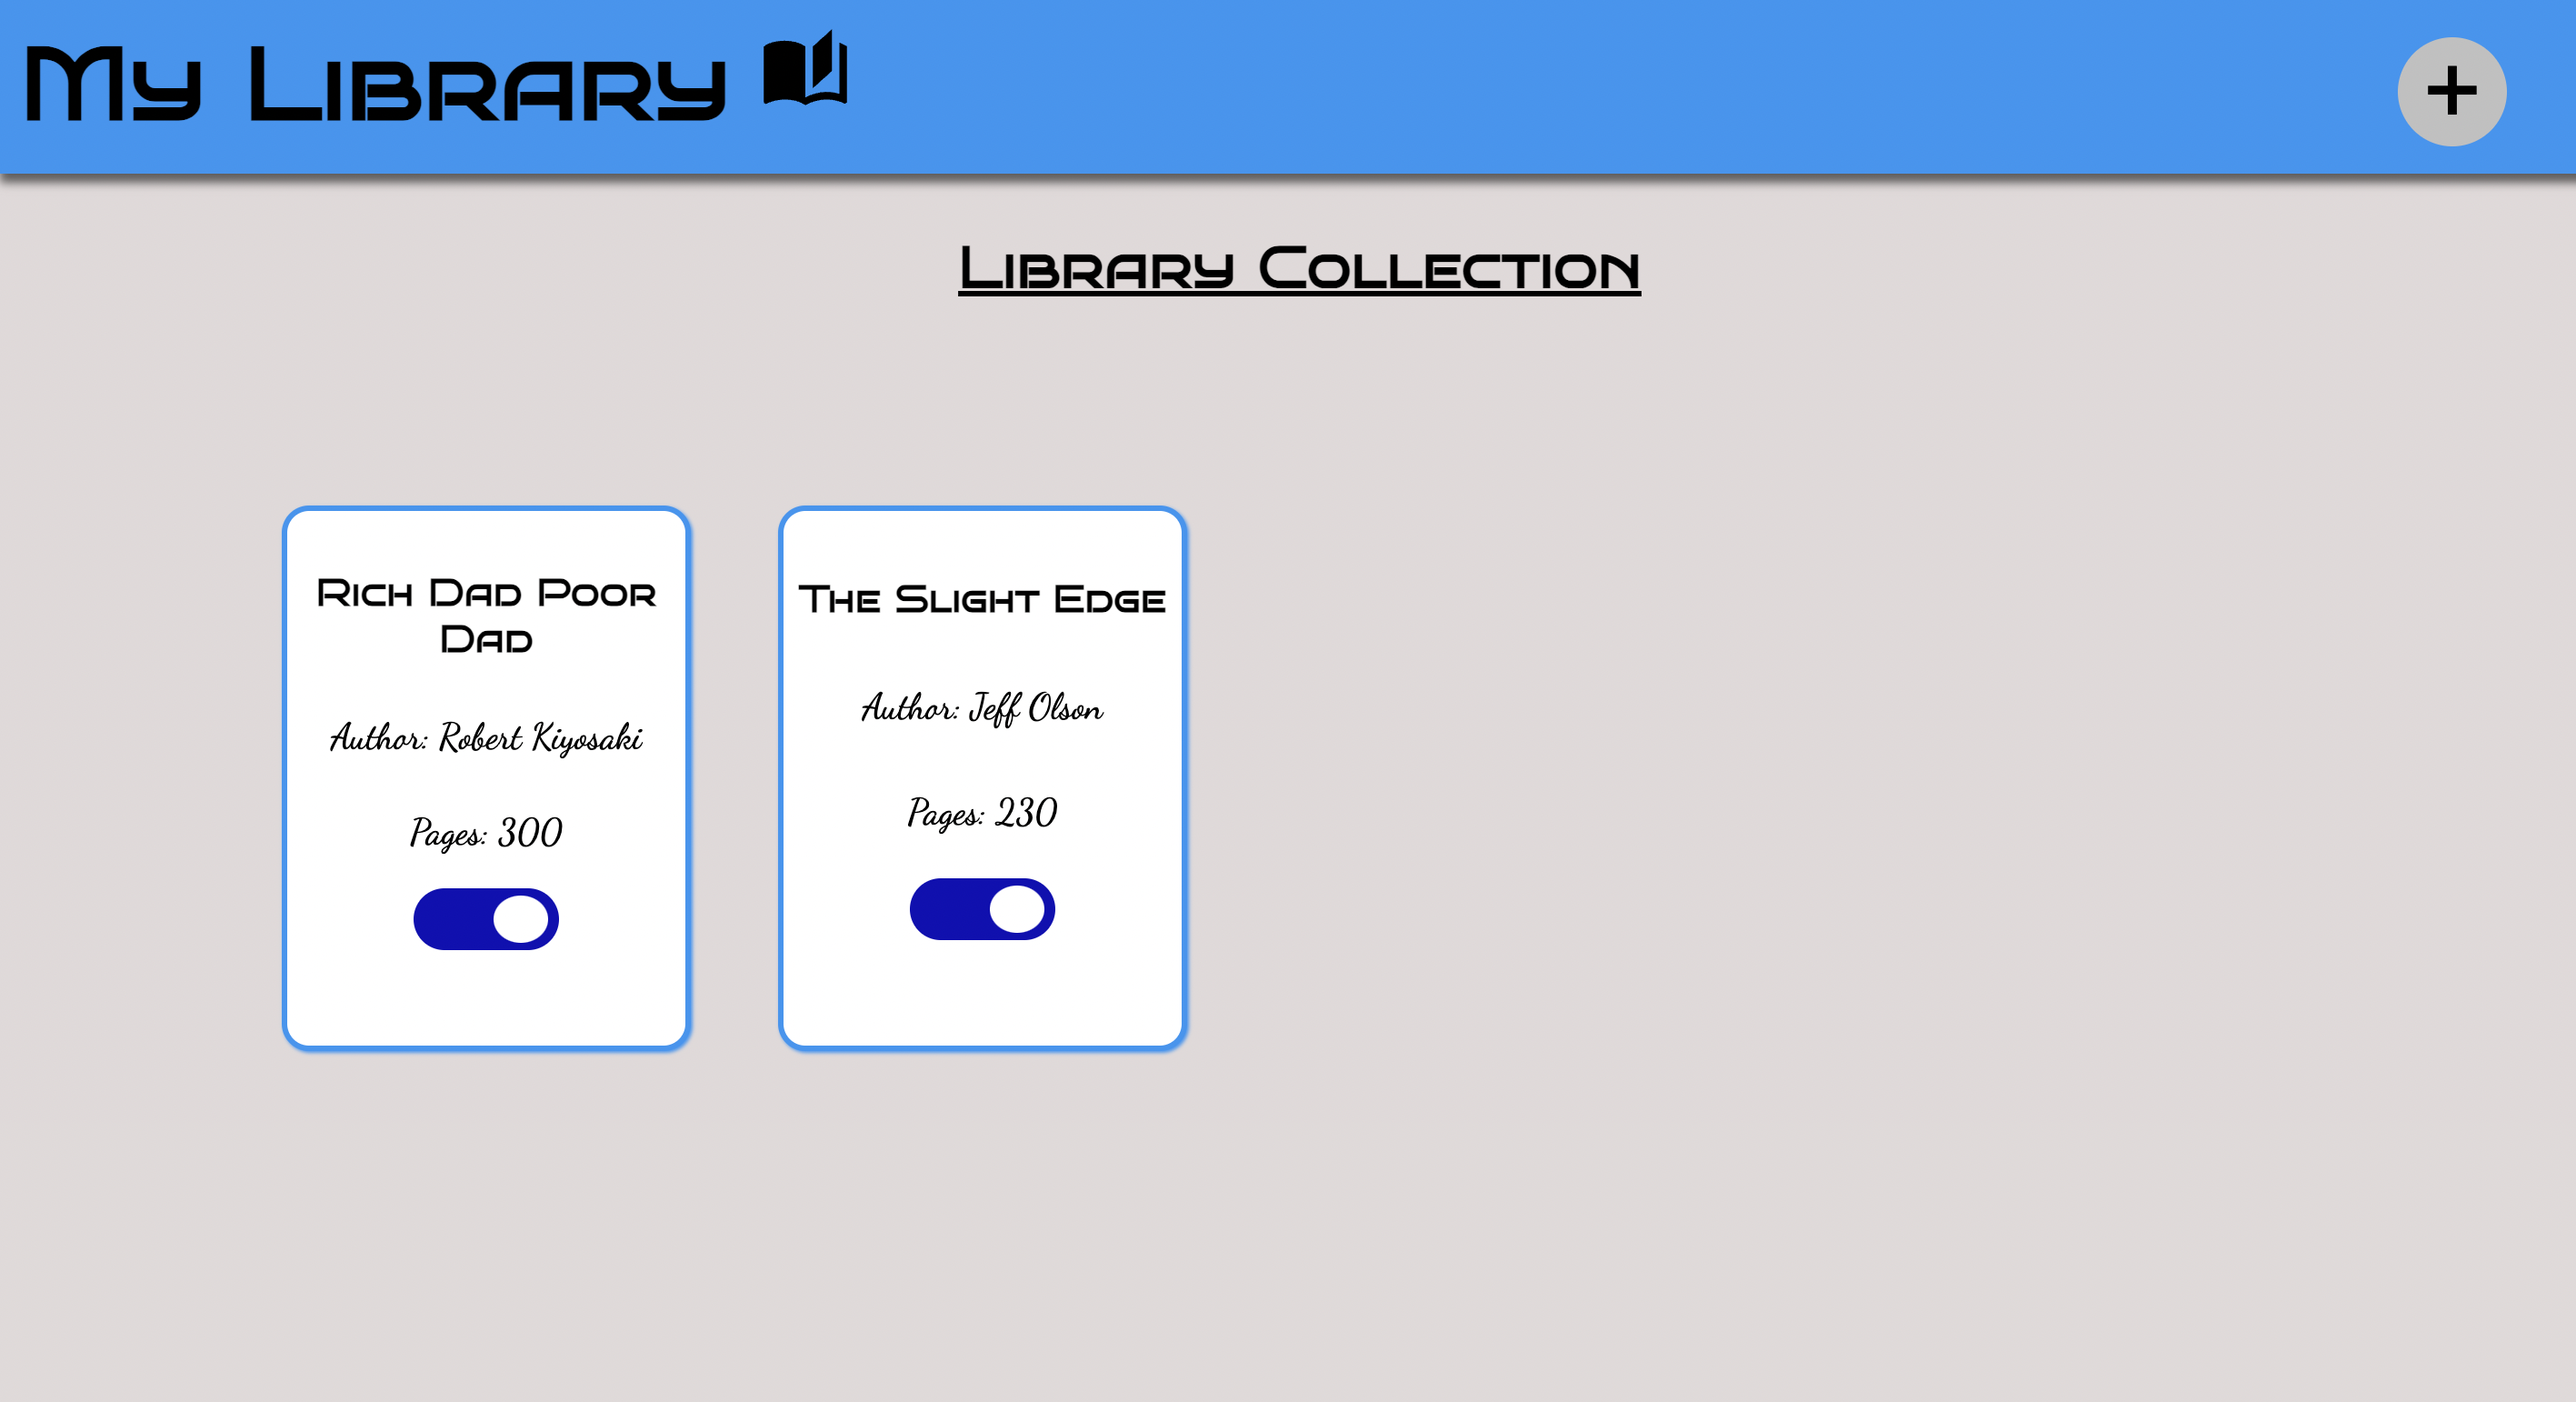 My Library
+
Library Collection
Rich Dad Poor
Dad
Author: Robert Kiyosaki
Pages: 300
The Slight Edge
Author: Jeff Olson
Pages: 230